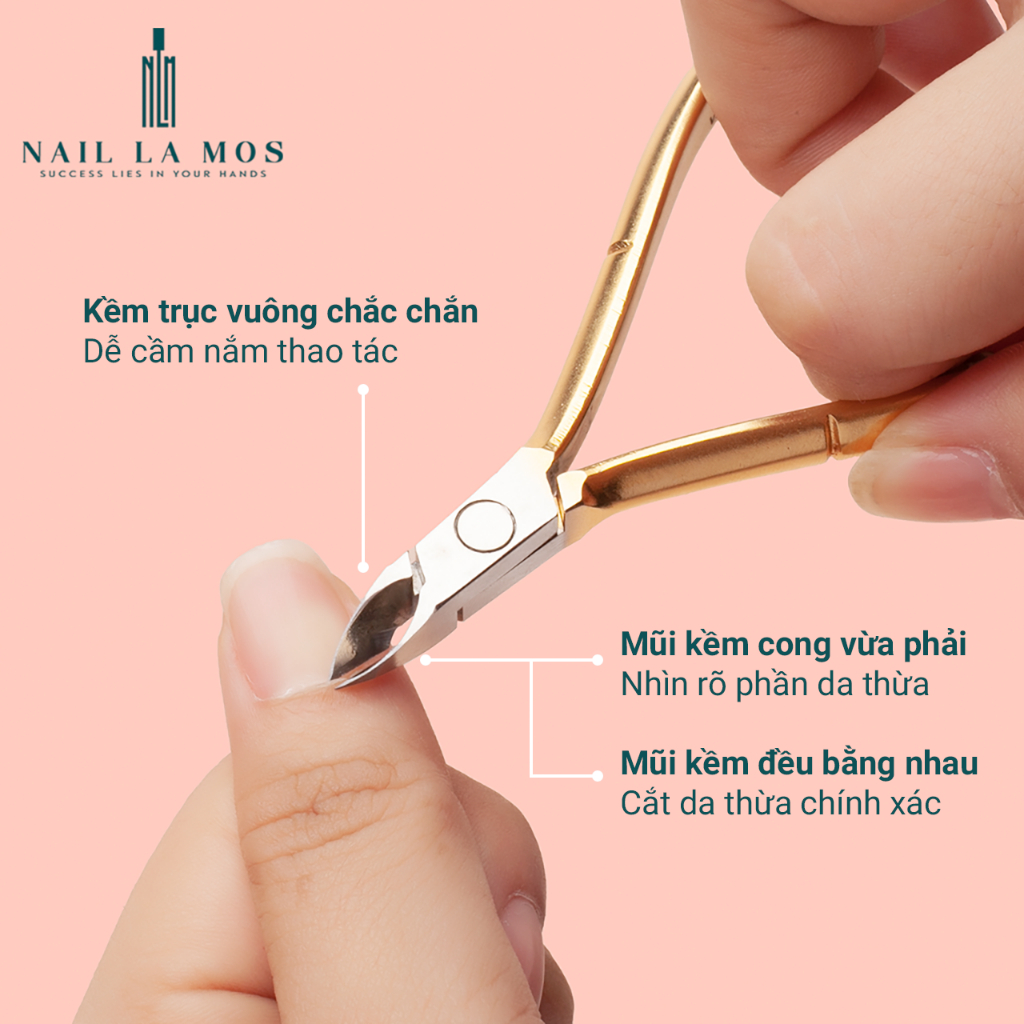 NLM
NAIL LA MOS
SUCCESS LIES IN YOUR HANDS
Kềm trục vuông chắc chắn
Dễ cầm nắm thao tác
Mũi kềm cong vừa phải
Nhìn rõ phần da thừa
Mũi kềm đều bằng nhau
Cắt da thừa chính xác